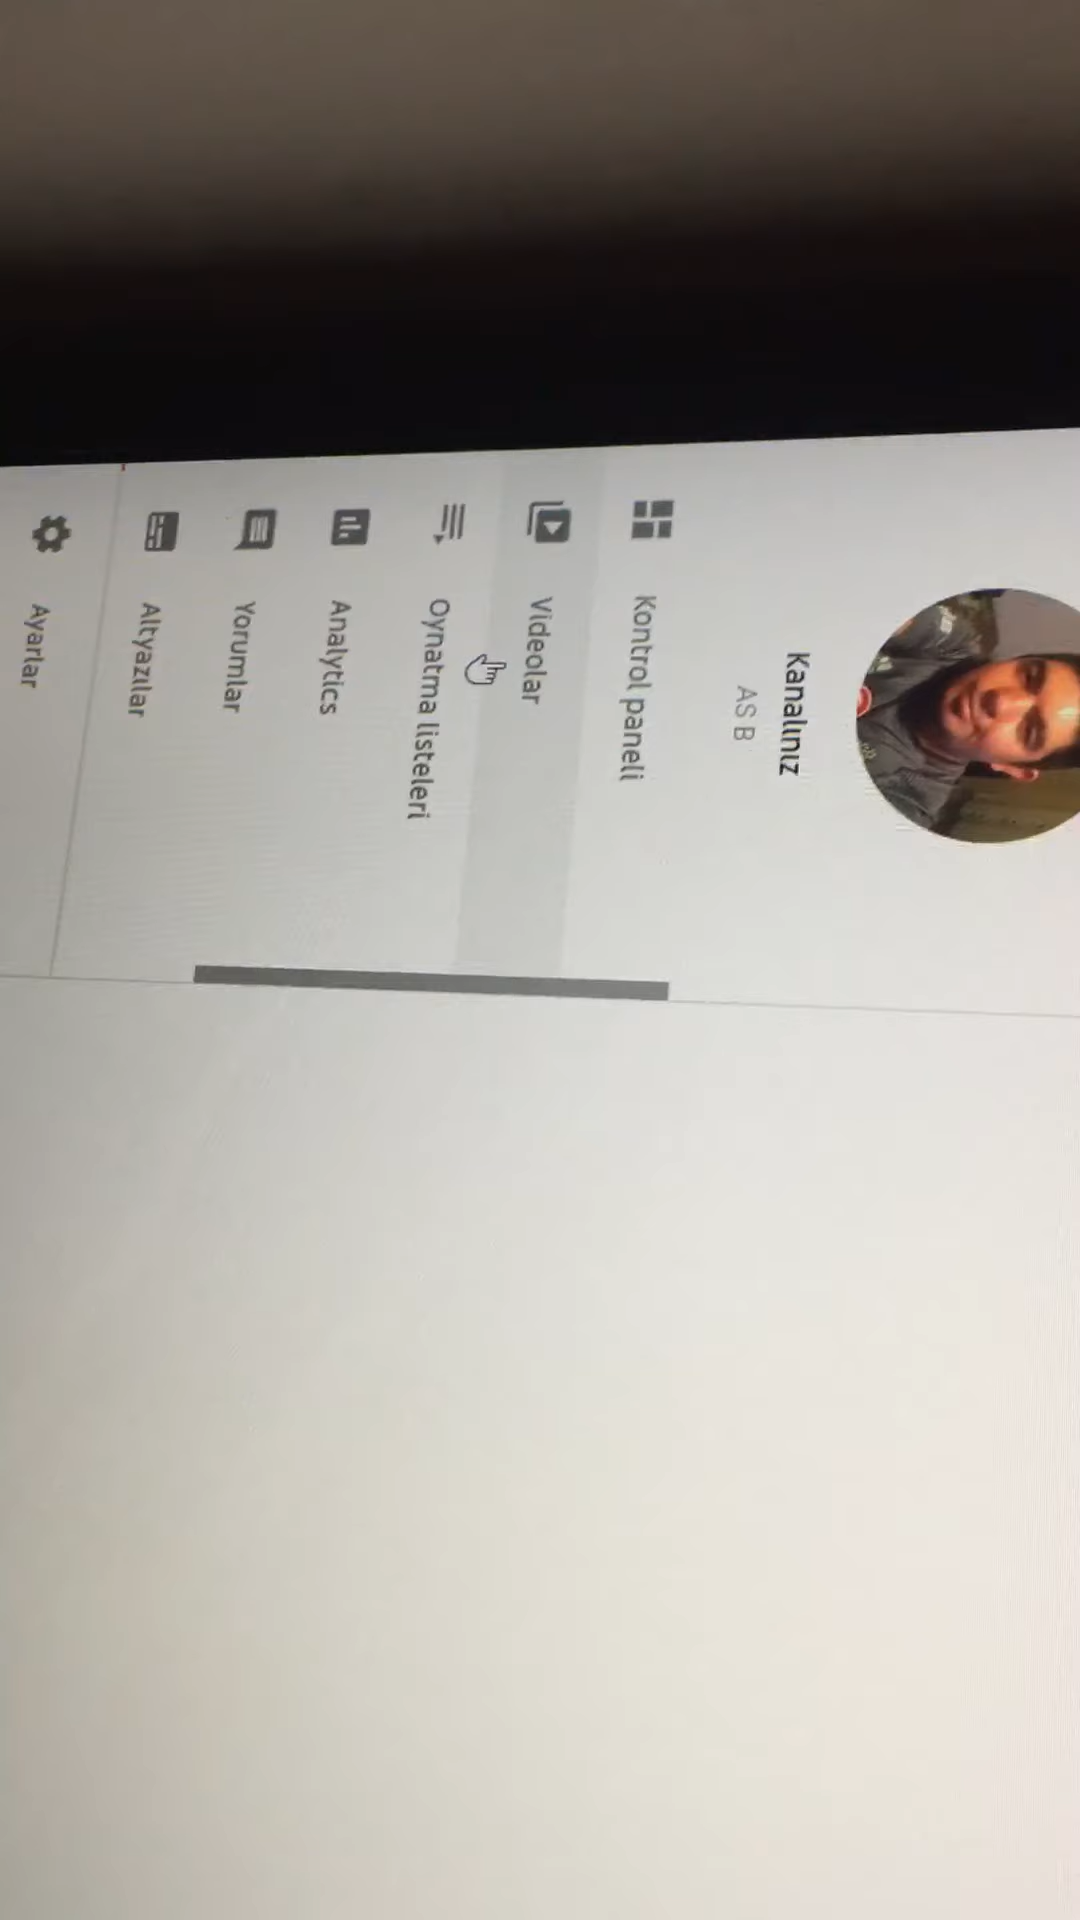 Kanalınız
AS B
Kontrol paneli
Videolar
Oynatma listeleri
Analytics
Yorumlar
Altyazılar
Ayarlar